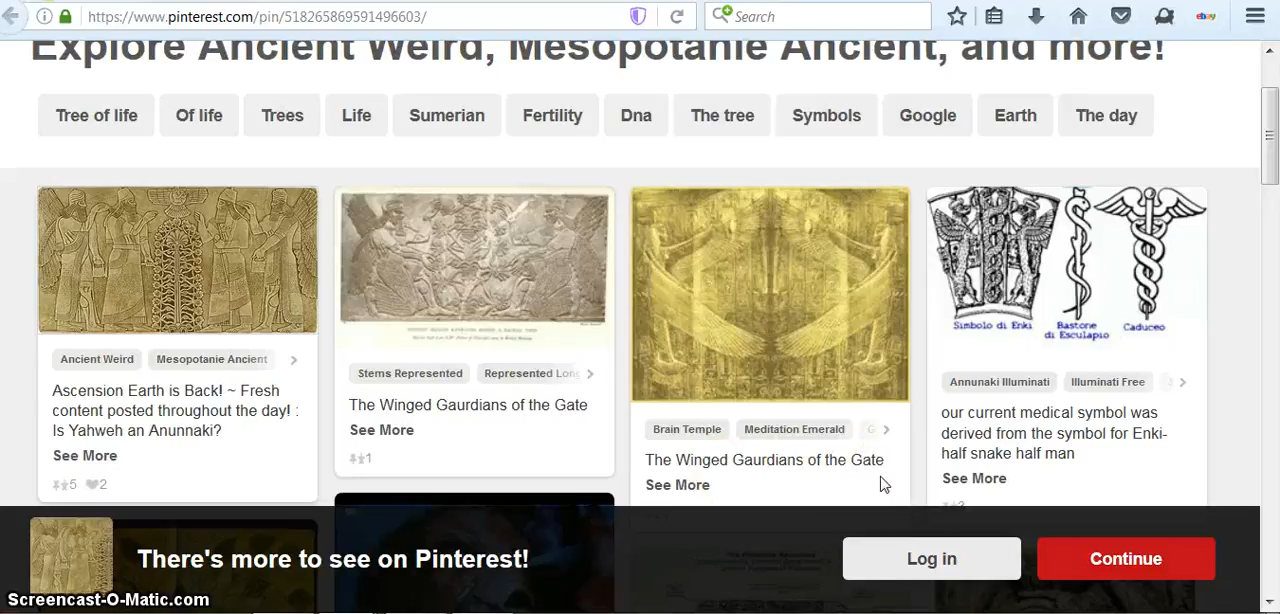 https://www.pinterest.com/pin/518265869591496603/
Search
ebay
Explore Ancient Weird, Mesopotanie Ancient, and more!
Tree of life
Of life
Trees
Life
Sumerian
Fertility
Dna
The tree
Symbols
Google
Earth
The day
Ancient Weird
Mesopotanie Ancient
Ascension Earth is Back! ~ Fresh
content posted throughout the day! :
Is Yahweh an Anunnaki?
See More
5
2
Stems Represented
Represented Long
The Winged Gaurdians of the Gate
See More
1
Brain Temple
Meditation Emerald
G
The Winged Gaurdians of the Gate
See More
Simbolo di Enki
Bastone
di Esculapio
Caduceo
Annunaki Illuminati
Illuminati Free
our current medical symbol was
derived from the symbol for Enki-
half snake half man
See More
There's more to see on Pinterest!
Log in
Continue
Screencast-O-Matic.com